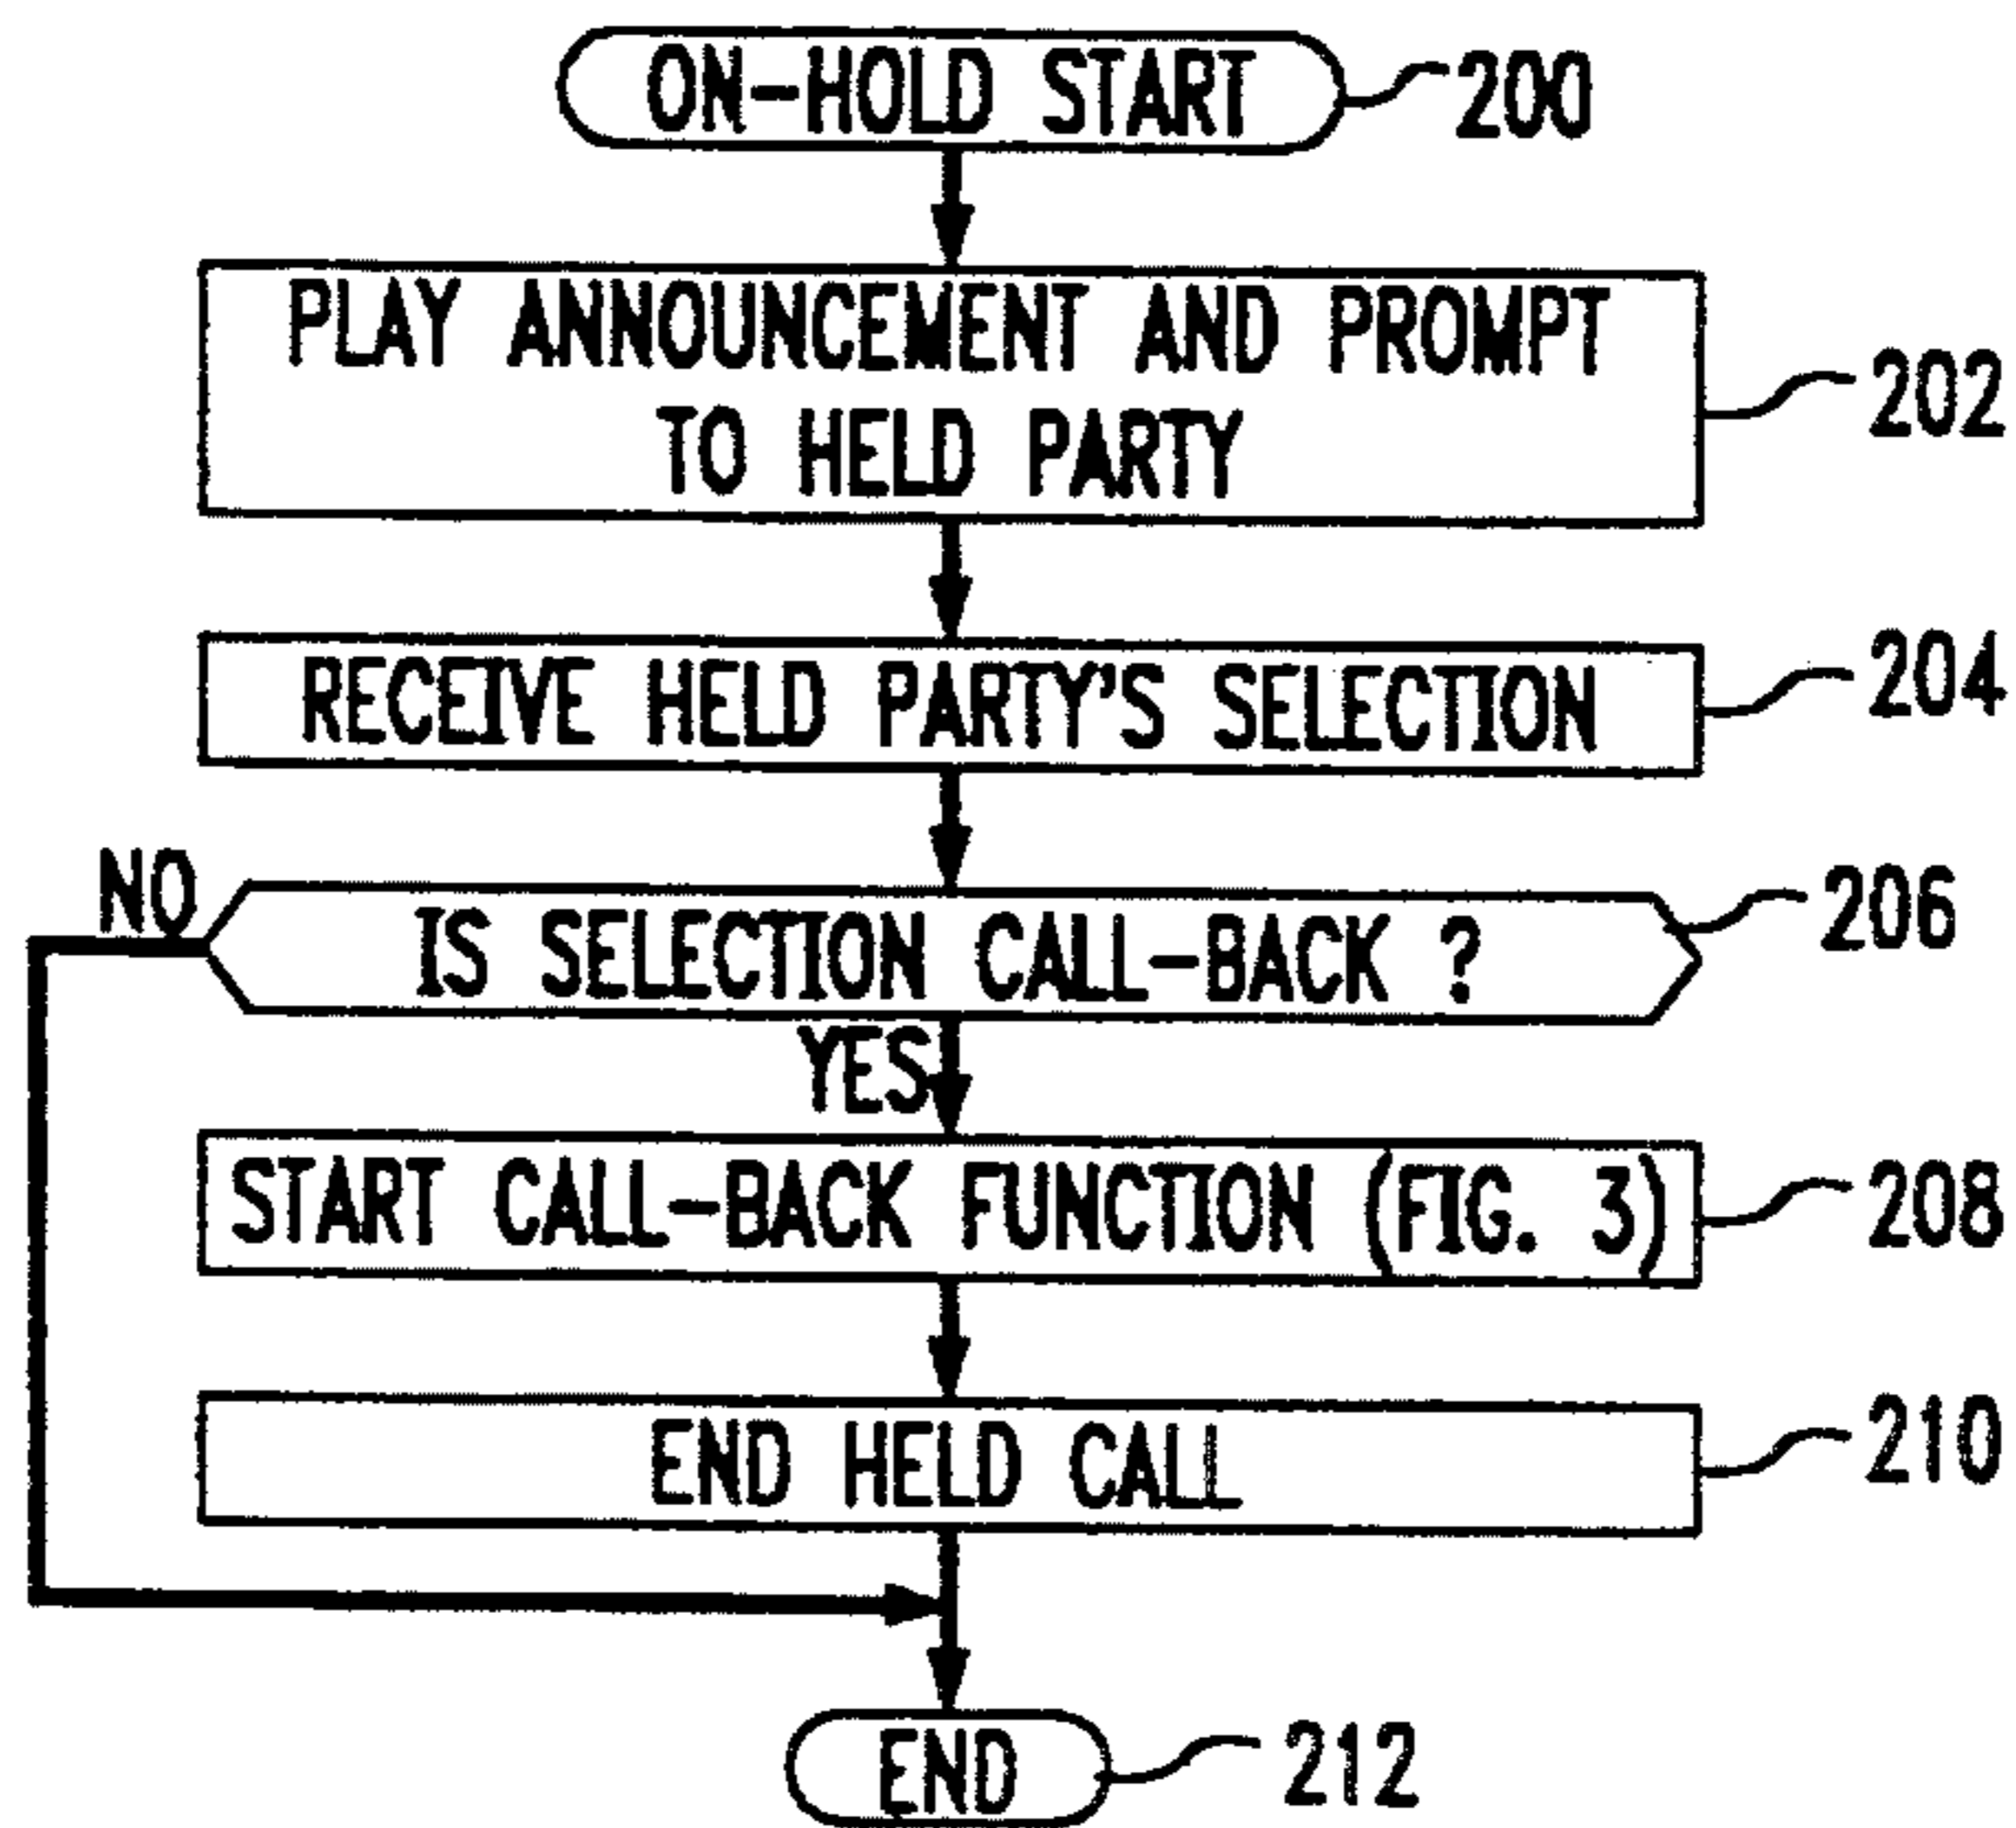 ON-HOLD START
200
PLAY ANNOUNCEMENT AND PROMPT
TO HELD PARTY
202
RECEIVE HELD PARTY'S SELECTION
204
NO
IS SELECTION CALL-BACK ?
206
YES
START CALL-BACK FUNCTION (FIG. 3)
208
END HELD CALL
210
END
212